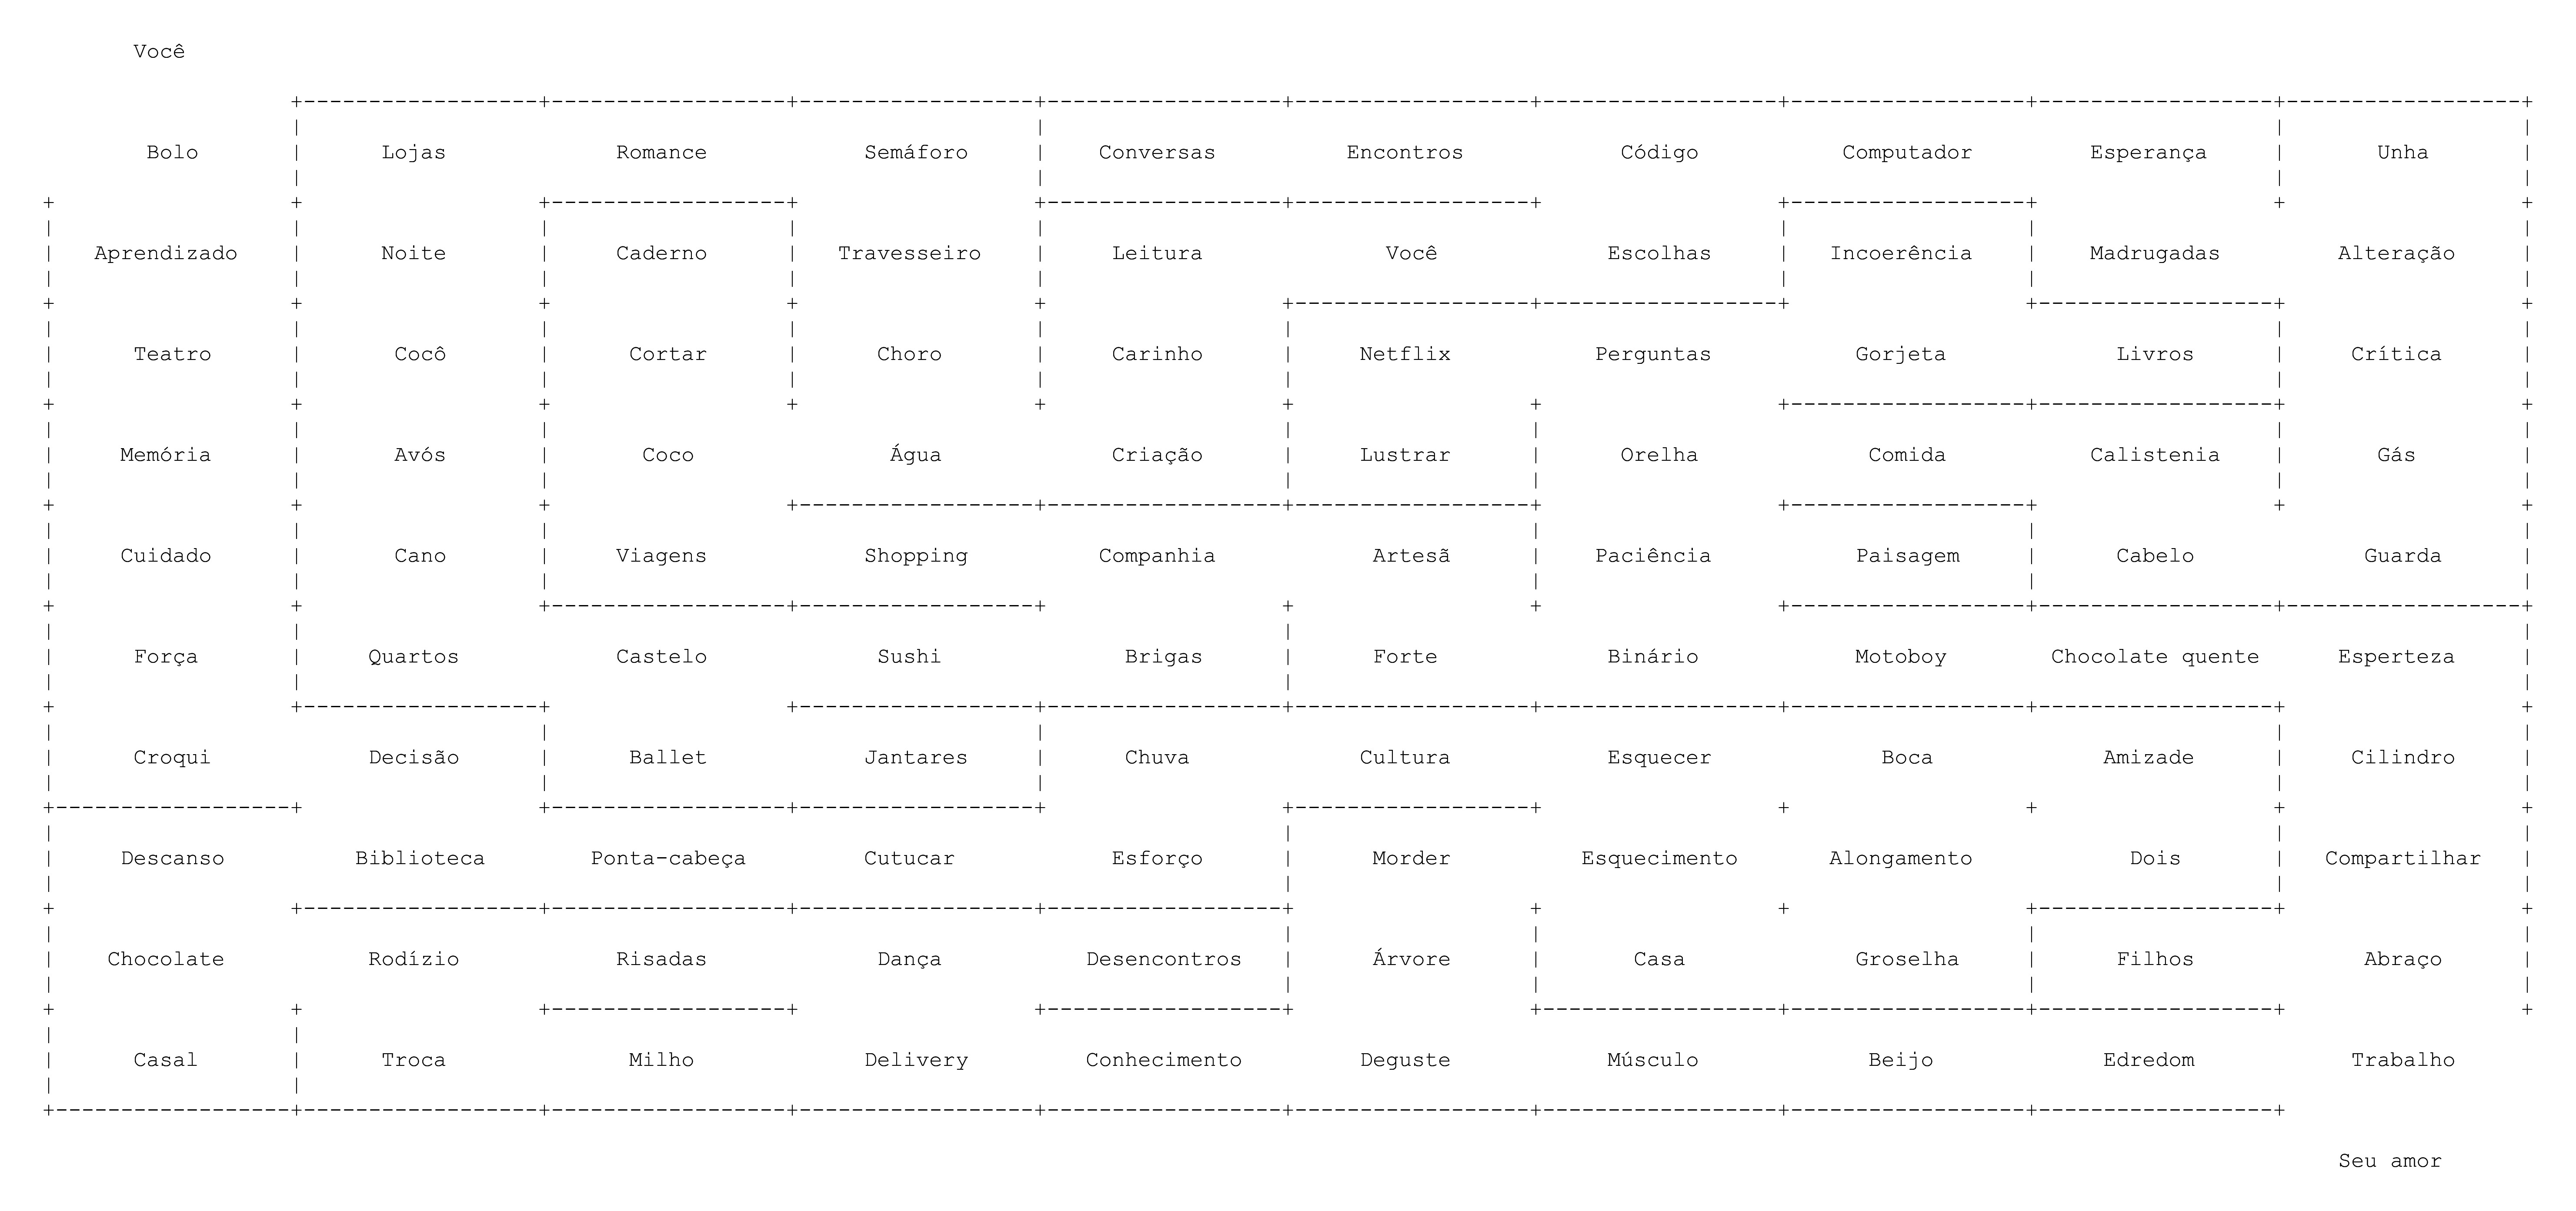 Você
Bolo Lojas Romance Semáforo Conversas Encontros Código Computador Esperança Unha
Aprendizado Noite Caderno Travesseiro Leitura Você Escolhas Incoerência Madrugadas Alteração
Teatro Cocô Cortar Choro Carinho Netflix Perguntas Gorjeta Livros Crítica
Memória Avós Coco Água Criação Lustrar Orelha Comida Calistenia Gás
Cuidado Cano Viagens Shopping Companhia Artesã Paciência Paisagem Cabelo Guarda
Força Quartos Castelo Sushi Brigas Forte Binário Motoboy Chocolate quente Esperteza
Croqui Decisão Ballet Jantares Chuva Cultura Esquecer Boca Amizade Cilindro
Descanso Biblioteca Ponta-cabeça Cutucar Esforço Morder Esquecimento Alongamento Dois Compartilhar
Chocolate Rodízio Risadas Dança Desencontros Árvore Casa Groselha Filhos Abraço
Casal Troca Milho Delivery Conhecimento Deguste Músculo Beijo Edredom Trabalho
Seu amor